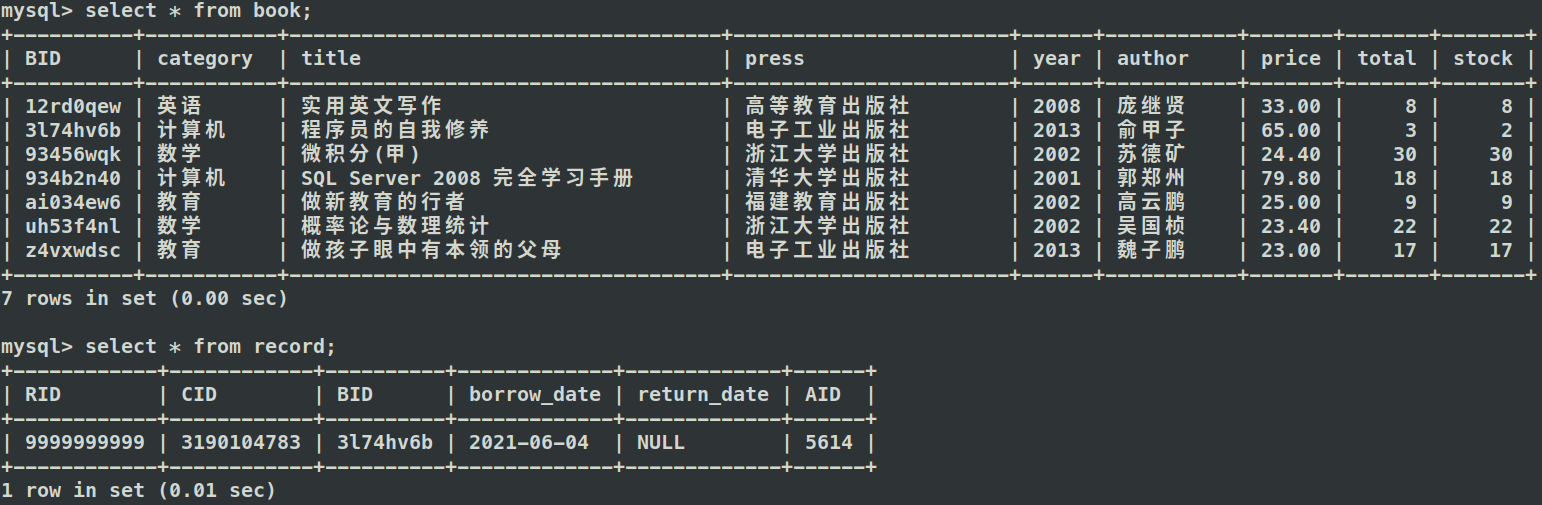 mysql> select * from book;
+----------+-----------+------------------------------------+-----------------------+------+-----------+-------+-------+-------+
| BID      | category  | title                              | press                 | year | author    | price | total | stock |
+----------+-----------+------------------------------------+-----------------------+------+-----------+-------+-------+-------+
| 12rd0qew | 英语 | 实用英文写作 | 高等教育出版社 | 2008 | 庞继贤 | 33.00 | 8 | 8 |
| 3l74hv6b | 计算机 | 程序员的自我修养 | 电子工业出版社 | 2013 | 俞甲子 | 65.00 | 3 | 2 |
| 93456wqk | 数学 | 微积分(甲) | 浙江大学出版社 | 2002 | 苏德矿 | 24.40 | 30 | 30 |
| 934b2n40 | 计算机 | SQL Server 2008 完全学习手册 | 清华大学出版社 | 2001 | 郭郑州 | 79.80 | 18 | 18 |
| ai034ew6 | 教育 | 做新教育的行者 | 福建教育出版社 | 2002 | 高云鹏 | 25.00 | 9 | 9 |
| uh53f4nl | 数学 | 概率论与数理统计 | 浙江大学出版社 | 2002 | 吴国桢 | 23.40 | 22 | 22 |
| z4vxwdsc | 教育 | 做孩子眼中有本领的父母 | 电子工业出版社 | 2013 | 魏子鹏 | 23.00 | 17 | 17 |
+----------+-----------+------------------------------------+-----------------------+------+-----------+-------+-------+-------+
7 rows in set (0.00 sec)
mysql> select * from record;
+------------+------------+----------+-------------+-------------+------+
| RID        | CID        | BID      | borrow_date | return_date | AID  |
+------------+------------+----------+-------------+-------------+------+
| 9999999999 | 3190104783 | 3l74hv6b | 2021-06-04  | NULL        | 5614 |
+------------+------------+----------+-------------+-------------+------+
1 row in set (0.01 sec)